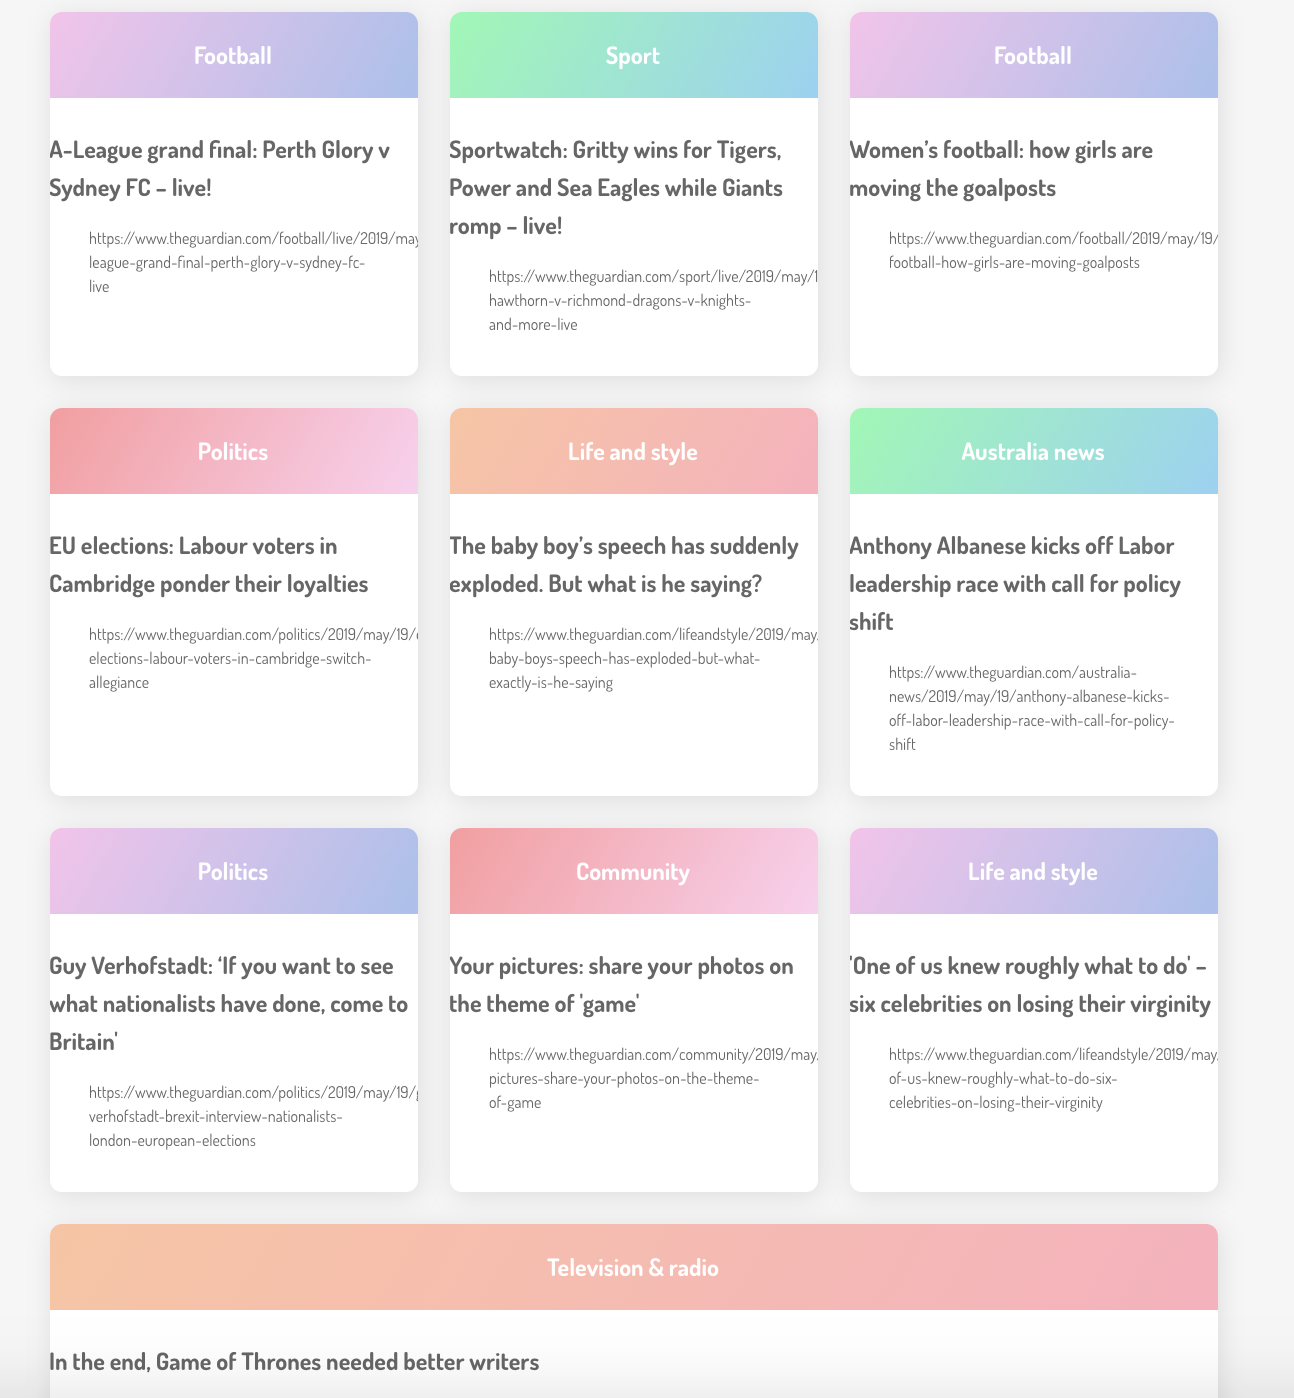 Football
A-League grand final: Perth Glory v
Sydney FC – live!
https://www.theguardian.com/football/live/2019/may
league-grand-final-perth-glory-v-sydney-fc-
live
Sport
Sportwatch: Gritty wins for Tigers,
Power and Sea Eagles while Giants
romp – live!
https://www.theguardian.com/sport/live/2019/may/1
hawthorn-v-richmond-dragons-v-knights-
and-more-live
Football
Women’s football: how girls are
moving the goalposts
https://www.theguardian.com/football/2019/may/19/
football-how-girls-are-moving-goalposts
Politics
EU elections: Labour voters in
Cambridge ponder their loyalties
https://www.theguardian.com/politics/2019/may/19/
elections-labour-voters-in-cambridge-switch-
allegiance
Life and style
The baby boy’s speech has suddenly
exploded. But what is he saying?
https://www.theguardian.com/lifeandstyle/2019/may
baby-boys-speech-has-exploded-but-what-
exactly-is-he-saying
Australia news
Anthony Albanese kicks off Labor
leadership race with call for policy
shift
https://www.theguardian.com/australia-
news/2019/may/19/anthony-albanese-kicks-
off-labor-leadership-race-with-call-for-policy-
shift
Politics
Guy Verhofstadt: ‘If you want to see
what nationalists have done, come to
Britain'
https://www.theguardian.com/politics/2019/may/19/g
verhofstadt-brexit-interview-nationalists-
london-european-elections
Community
Your pictures: share your photos on
the theme of 'game'
https://www.theguardian.com/community/2019/may
pictures-share-your-photos-on-the-theme-
of-game
Life and style
'One of us knew roughly what to do' –
six celebrities on losing their virginity
https://www.theguardian.com/lifeandstyle/2019/may
of-us-knew-roughly-what-to-do-six-
celebrities-on-losing-their-virginity
Television & radio
In the end, Game of Thrones needed better writers